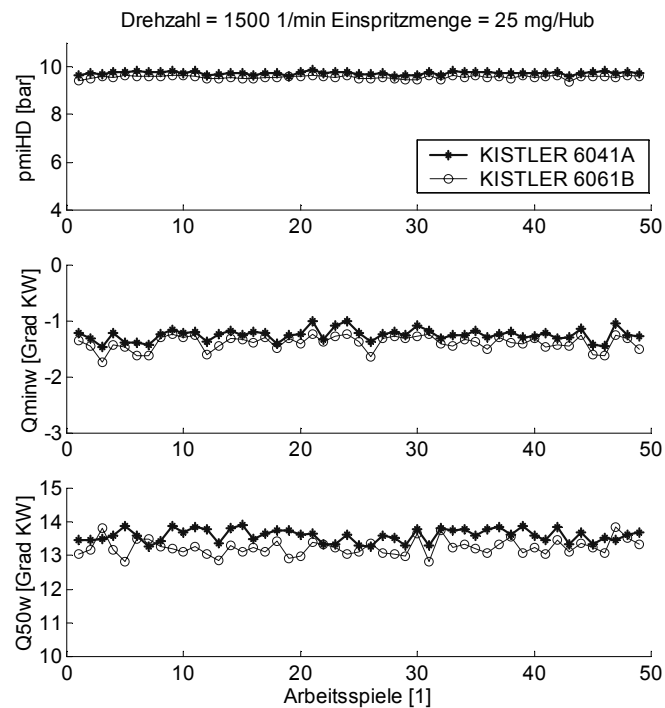 Drehzahl = 1500 1/min Einspritzmenge = 25 mg/Hub
pmiHD [bar]
10
8
6
4
KISTLER 6041A
KISTLER 6061B
0 10 20 30 40 50
Qminw [Grad KW]
-0
-1
-2
-3
0 10 20 30 40 50
Q50w [Grad KW]
15
14
13
12
11
10
0 10 20 30 40 50
Arbeitsspiele [1]